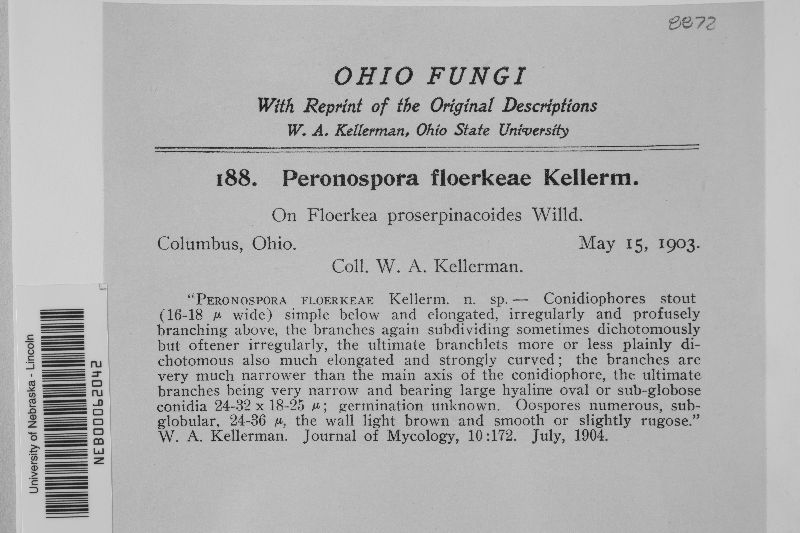 8872
OHIO FUNGI
With Reprint of the Original Descriptions
W. A. Kellerman, Ohio State University
188. Peronospora floerkeae Kellerm.
On Floerkea proserpinacoides Willd.
Columbus, Ohio. May 15, 1903.
Coll. W. A. Kellerman.
"PERONOSPORA FLOERKEAE Kellerm. n. sp. — Conidiophores stout
(16-18 μ wide) simple below and elongated, irregularly and profusely
branching above, the branches again subdividing sometimes dichotomously
but oftener irregularly, the ultimate branchlets more or less plainly di-
chotomous also much elongated and strongly curved; the branches are
very much narrower than the main axis of the conidiophore, the ultimate
branches being very narrow and bearing large hyaline oval or sub-globose
conidia 24-32 x 18-25 μ; germination unknown. Oospores numerous, sub-
globular, 24-36 μ, the wall light brown and smooth or slightly rugose."
W. A. Kellerman. Journal of Mycology, 10:172. July, 1904.
University of Nebraska - Lincoln
NEB00062042